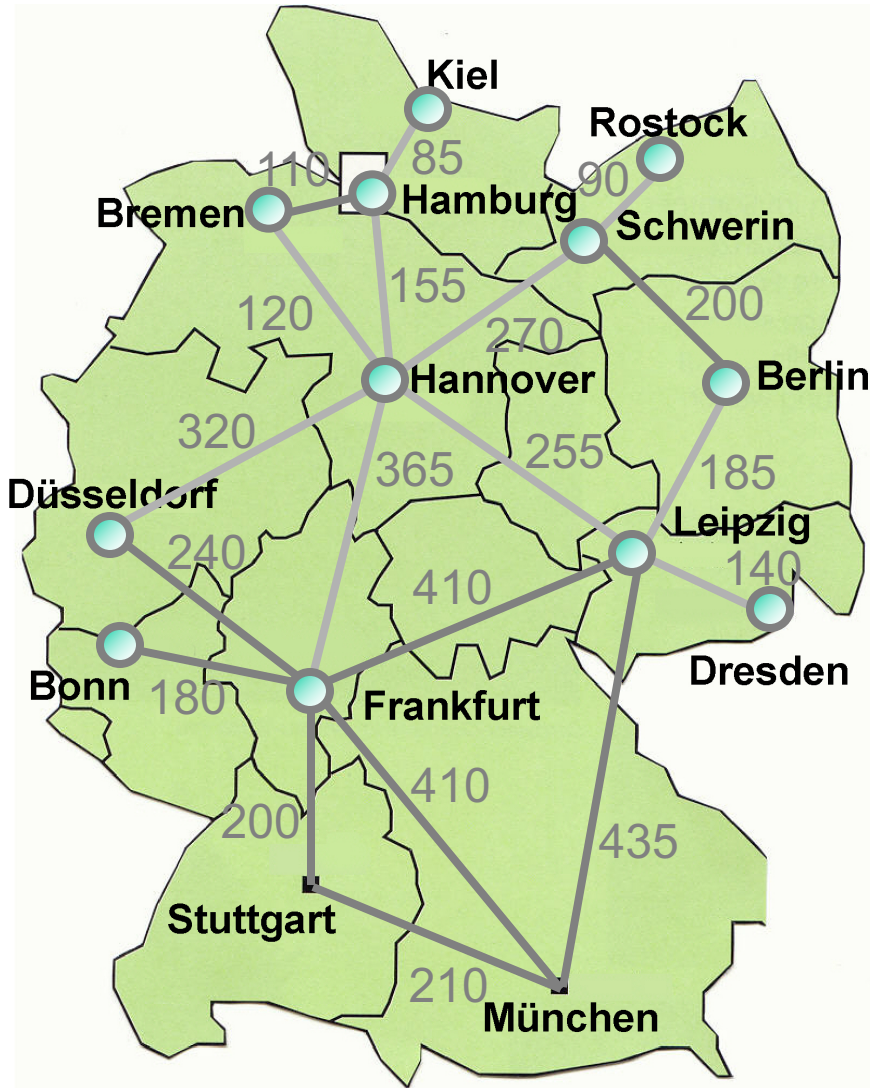 Kiel
Rostock
110
85
90
Hamburg
Bremen
Schwerin
155
200
120
270
Hannover
Berlin
320
255
365
185
Düsseldorf
Leipzig
240
140
410
Bonn
180
Dresden
Frankfurt
410
200
435
Stuttgart
210
München